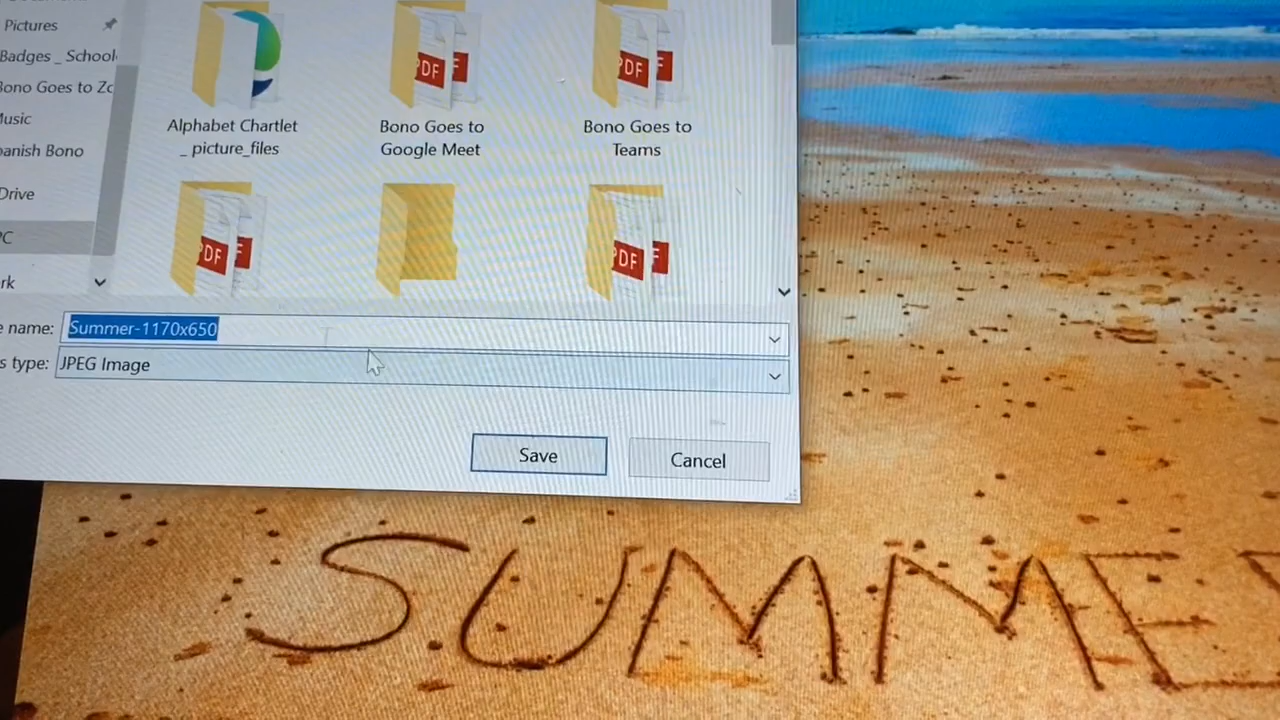 Pictures
Badges _ School
Bono Goes to Zo
Music
panish Bono
Drive
PC
rk
Alphabet Chartlet
_ picture_files
Bono Goes to
Google Meet
Bono Goes to
Teams
PDF
F
PDF
F
PDF
F
PDF
F
e name:
Summer-1170x650
s type:
JPEG Image
Save
Cancel
SUMME